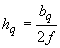 h_q = b_q / 2f